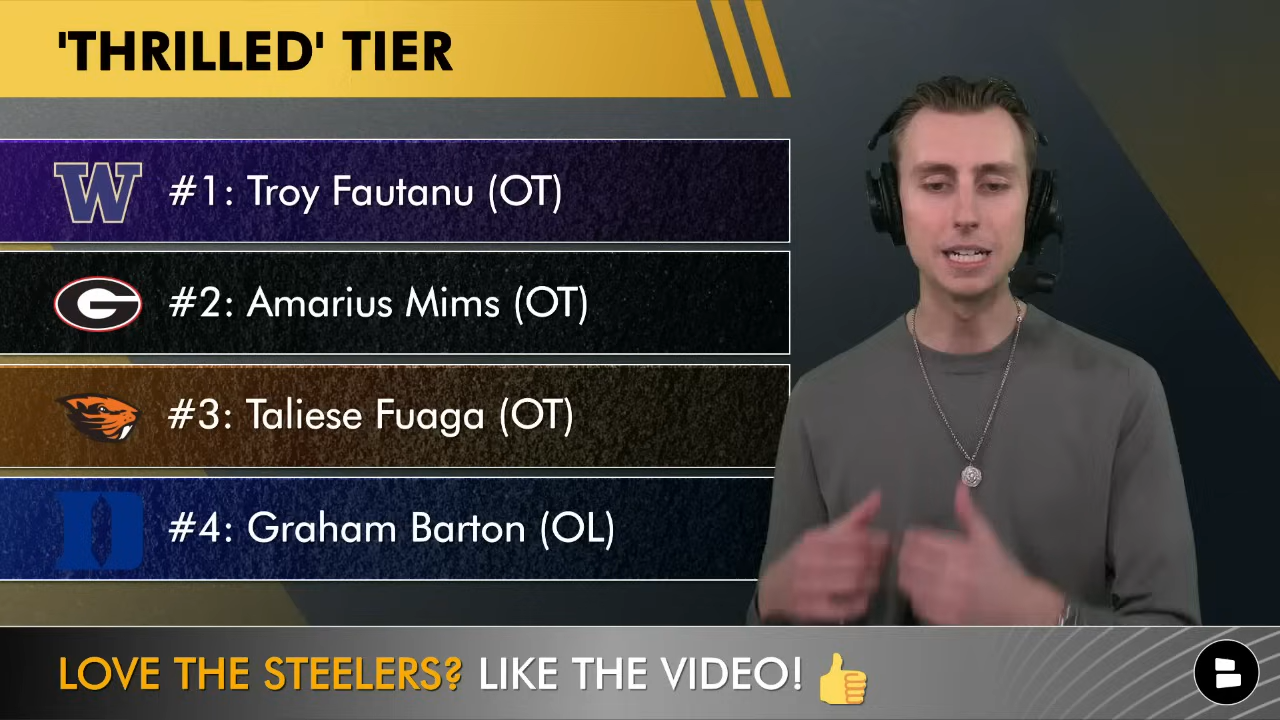 'THRILLED' TIER
W #1: Troy Fautanu (OT)
G #2: Amarius Mims (OT)
#3: Taliese Fuaga (OT)
D #4: Graham Barton (OL)
LOVE THE STEELERS? LIKE THE VIDEO!